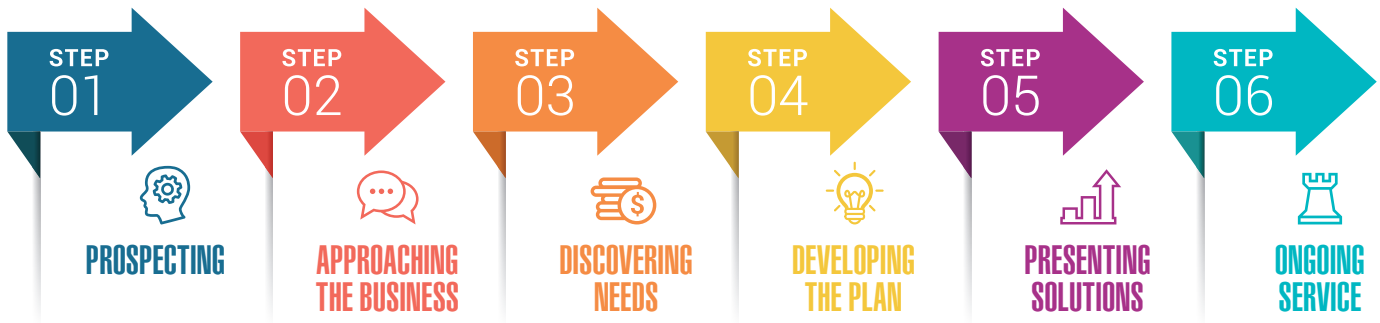 STEP
01
PROSPECTING
STEP
02
APPROACHING
THE BUSINESS
STEP
03
$
DISCOVERING
NEEDS
STEP
04
DEVELOPING
THE PLAN
STEP
05
PRESENTING
SOLUTIONS
STEP
06
ONGOING
SERVICE